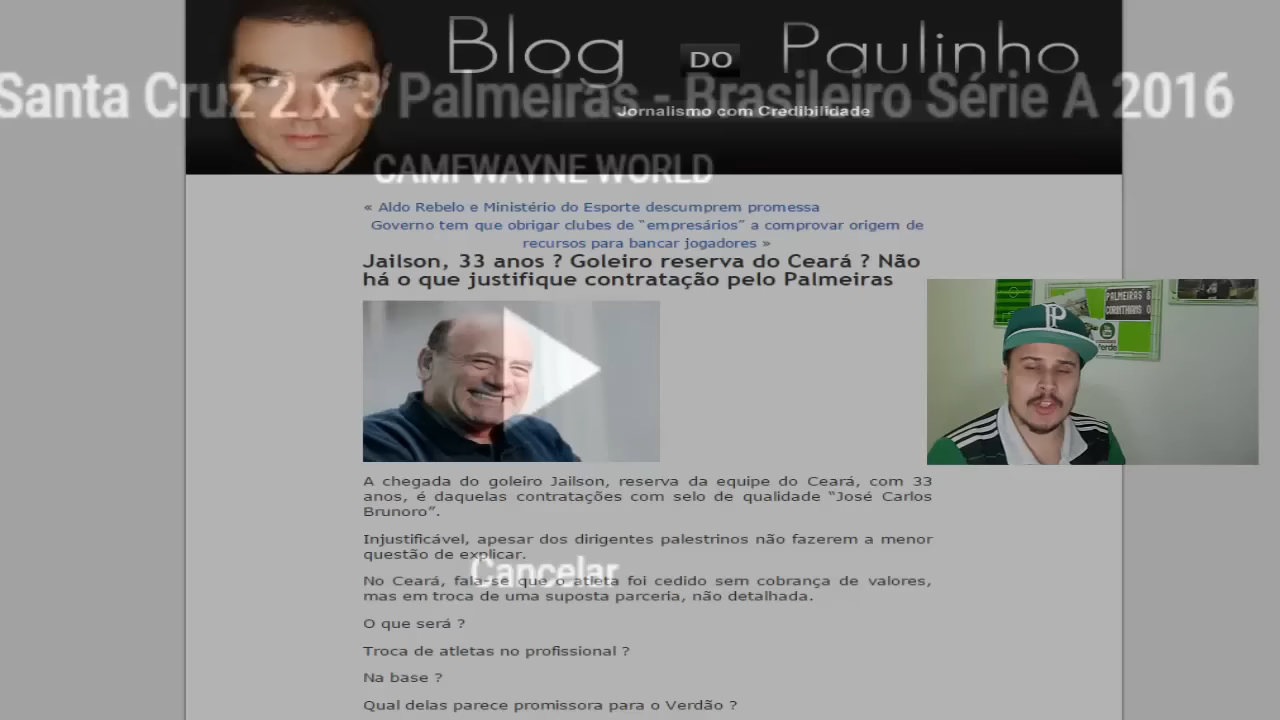 Blog DO Paulinho
Santa Cruz 2 x 3 Palmeiras - Brasileiro Série A 2016
Jornalismo com Credibilidade
CAMFWAYNE WORLD
« Aldo Rebelo e Ministério do Esporte descumprem promessa
Governo tem que obrigar clubes de “empresários” a comprovar origem de
recursos para bancar jogadores »
Jailson, 33 anos ? Goleiro reserva do Ceará ? Não
há o que justifique contratação pelo Palmeiras
PALMEIRAS 8
CORINTHIANS 0
P
A chegada do goleiro Jailson, reserva da equipe do Ceará, com 33
anos, é daquelas contratações com selo de qualidade “José Carlos
Brunoro”.
Injustificável, apesar dos dirigentes palestrinos não fazerem a menor
questão de explicar.
Cancelar
No Ceará, fala-se que o atleta foi cedido sem cobrança de valores,
mas em troca de uma suposta parceria, não detalhada.
O que será ?
Troca de atletas no profissional ?
Na base ?
Qual delas parece promissora para o Verdão ?